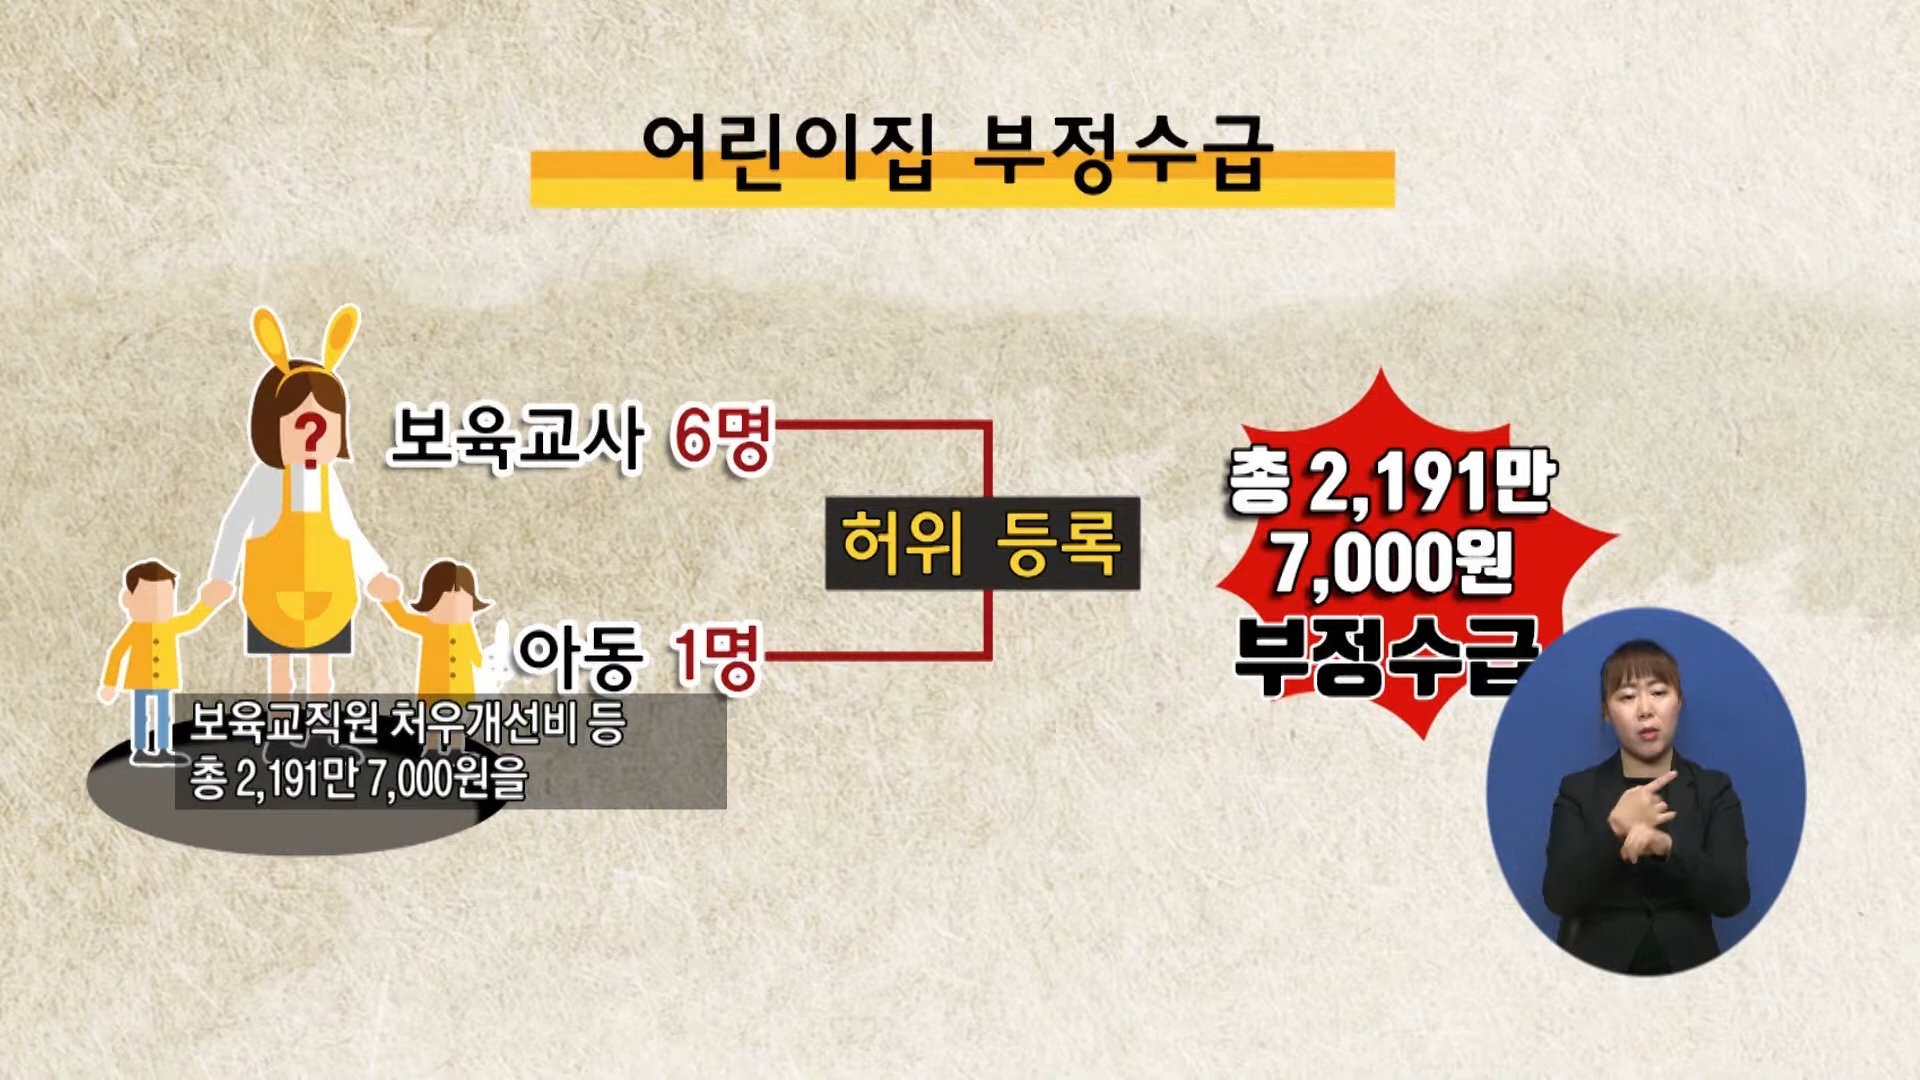 어린이집 부정수급
?
보육교사 6명
허위 등록
아동 1명
총 2,191만
7,000원
부정수급
보육교직원 처우개선비 등
총 2,191만 7,000원을